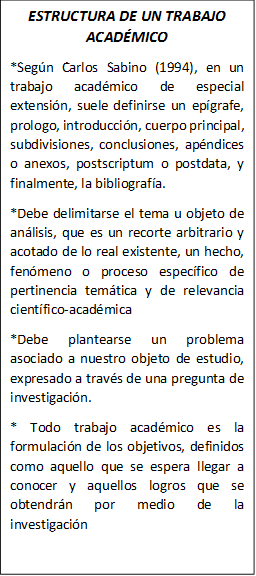 ESTRUCTURA DE UN TRABAJO
ACADÉMICO
*Según Carlos Sabino (1994), en un
trabajo académico de especial
extensión, suele definirse un epígrafe,
prologo, introducción, cuerpo principal,
subdivisiones, conclusiones, apéndices
o anexos, postscriptum o postdata, y
finalmente, la bibliografía.
*Debe delimitarse el tema u objeto de
análisis, que es un recorte arbitrario y
acotado de lo real existente, un hecho,
fenómeno o proceso específico de
pertinencia temática y de relevancia
científico-académica
*Debe plantearse un problema
asociado a nuestro objeto de estudio,
expresado a través de una pregunta de
investigación.
* Todo trabajo académico es la
formulación de los objetivos, definidos
como aquello que se espera llegar a
conocer y aquellos logros que se
obtendrán por medio de la
investigación